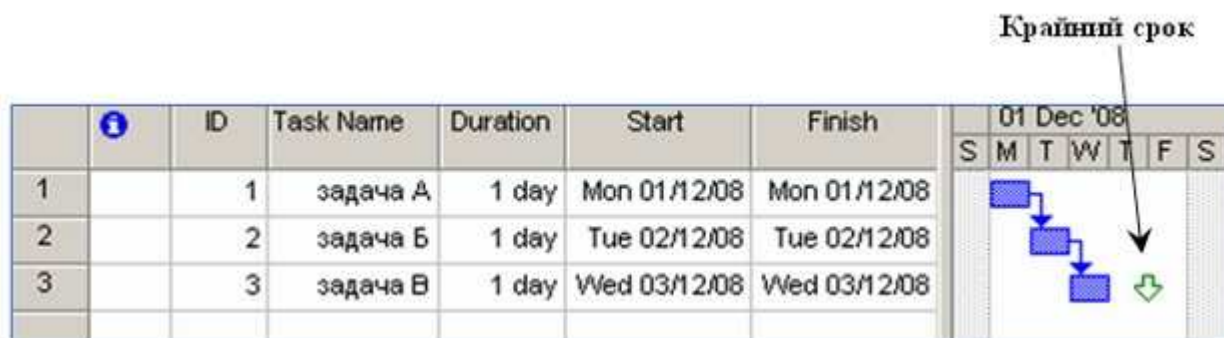 Крайний срок
ID Task Name Duration Start Finish 01 Dec '08
S M T W T F S
1 1 задача А 1 day Mon 01/12/08 Mon 01/12/08
2 2 задача Б 1 day Tue 02/12/08 Tue 02/12/08
3 3 задача В 1 day Wed 03/12/08 Wed 03/12/08